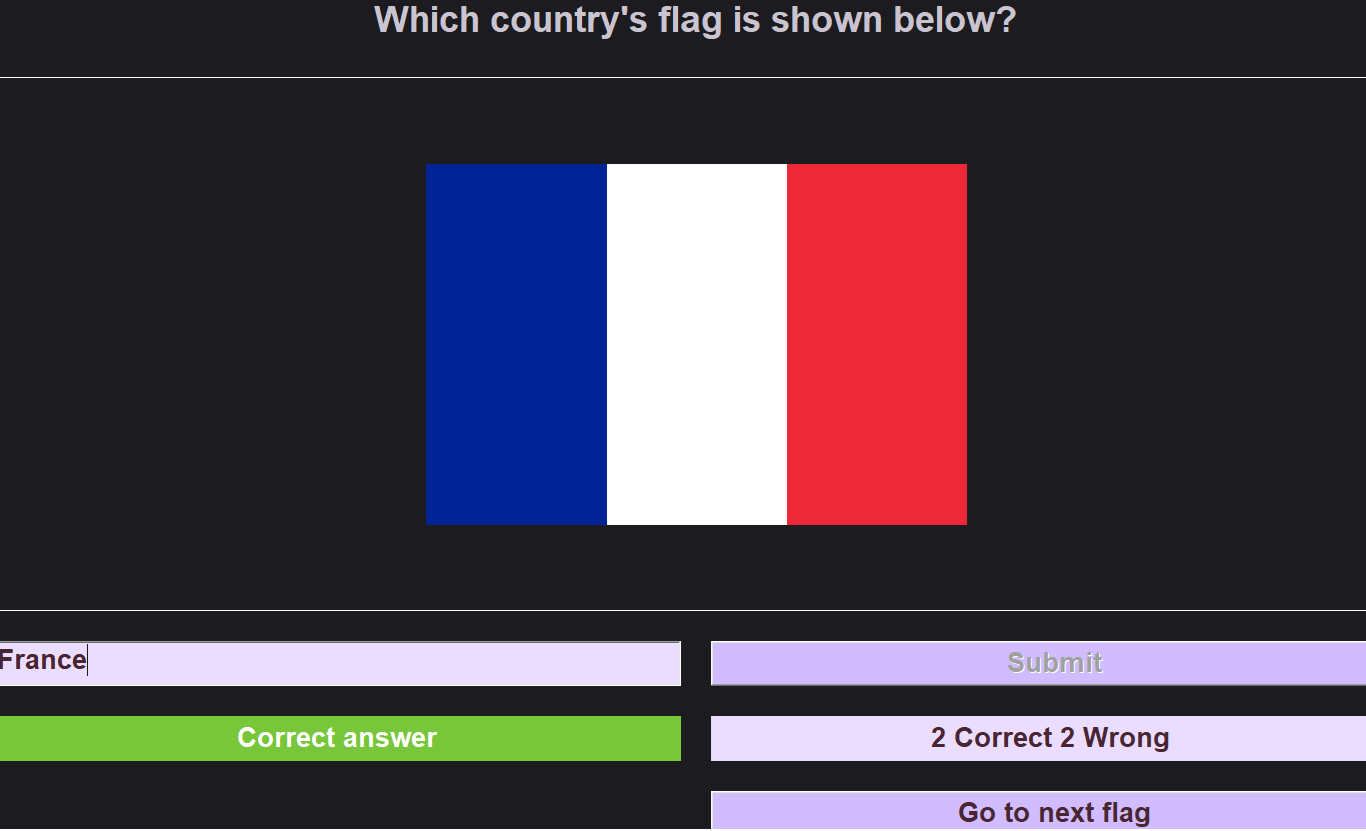 Which country's flag is shown below?
France
Submit
Correct answer
2 Correct 2 Wrong
Go to next flag